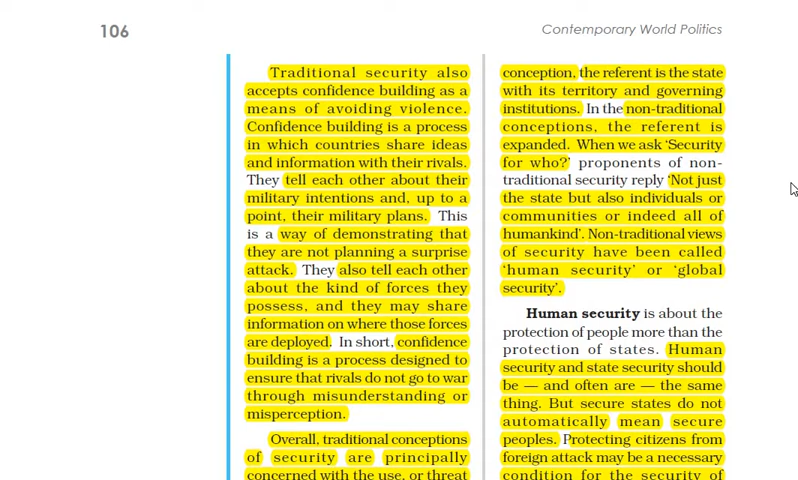 106
Contemporary World Politics
Traditional security also
accepts confidence building as a
means of avoiding violence.
Confidence building is a process
in which countries share ideas
and information with their rivals.
They tell each other about their
military intentions and, up to a
point, their military plans. This
is a way of demonstrating that
they are not planning a surprise
attack. They also tell each other
about the kind of forces they
possess, and they may share
information on where those forces
are deployed. In short, confidence
building is a process designed to
ensure that rivals do not go to war
through misunderstanding or
misperception.
Overall, traditional conceptions
of security are principally
concerned with the use, or threat
conception, the referent is the state
with its territory and governing
institutions. In the non-traditional
conceptions, the referent is
expanded. When we ask ‘Security
for who?’ proponents of non-
traditional security reply ‘Not just
the state but also individuals or
communities or indeed all of
humankind’. Non-traditional views
of security have been called
‘human security’ or ‘global
security’.
Human security is about the
protection of people more than the
protection of states. Human
security and state security should
be — and often are — the same
thing. But secure states do not
automatically mean secure
peoples. Protecting citizens from
foreign attack may be a necessary
condition for the security of